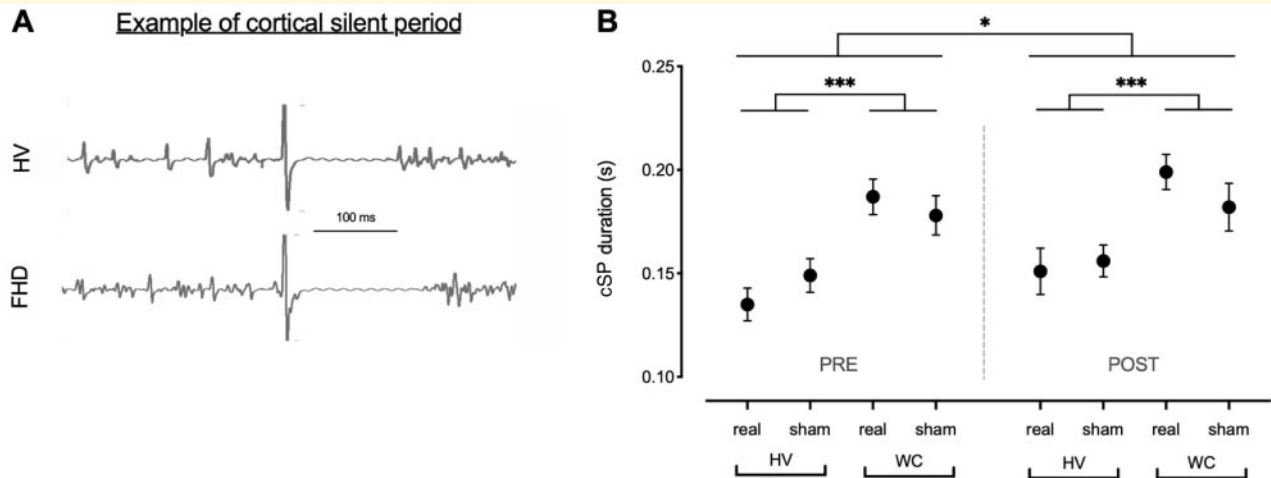 A
Example of cortical silent period
HV
100 ms
FHD
B
*
***
***
0.25
0.20
0.15
0.10
cSP duration (s)
PRE
POST
real sham real sham real sham real sham
HV WC HV WC